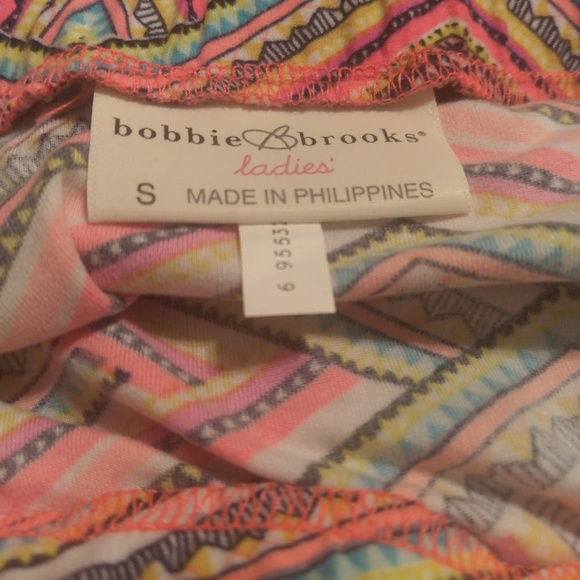 bobbie B brooks®
ladies'
S MADE IN PHILIPPINES
6 9553